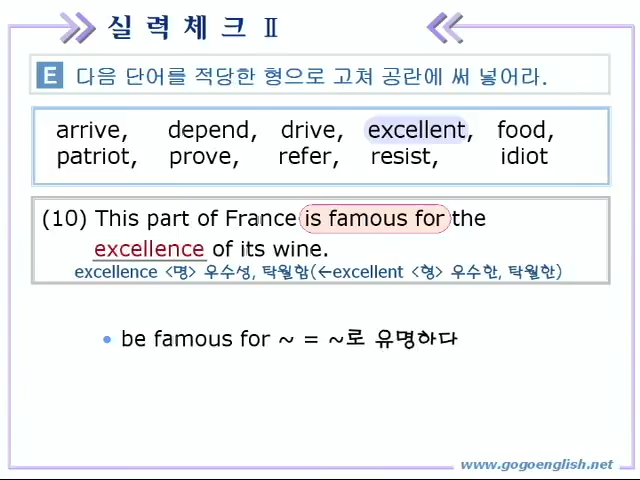 실력체크 Ⅱ
E 다음 단어를 적당한 형으로 고쳐 공란에 써 넣어라.
arrive, depend, drive, excellent, food,
patriot, prove, refer, resist, idiot
(10) This part of France is famous for the
excellence of its wine.
excellence <명> 우수성, 탁월함(←excellent <형> 우수한, 탁월한)
• be famous for ~ = ~로 유명하다
www.gogoenglish.net